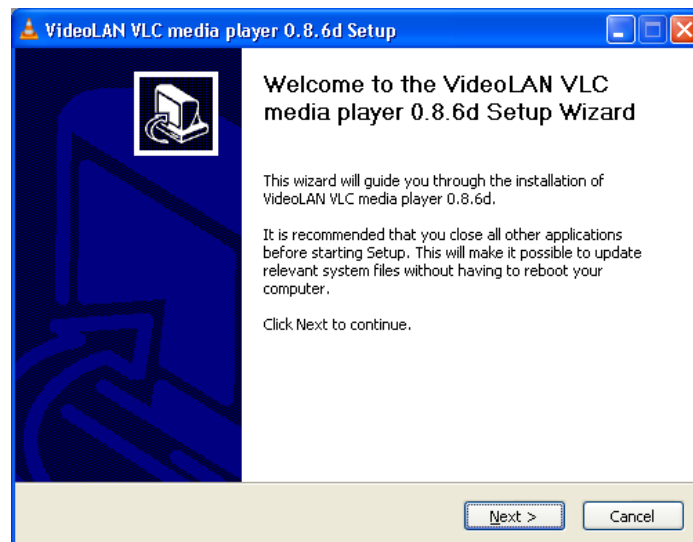 VideoLAN VLC media player 0.8.6d Setup
Welcome to the VideoLAN VLC
media player 0.8.6d Setup Wizard
This wizard will guide you through the installation of
VideoLAN VLC media player 0.8.6d.
It is recommended that you close all other applications
before starting Setup. This will make it possible to update
relevant system files without having to reboot your
computer.
Click Next to continue.
Next >
Cancel